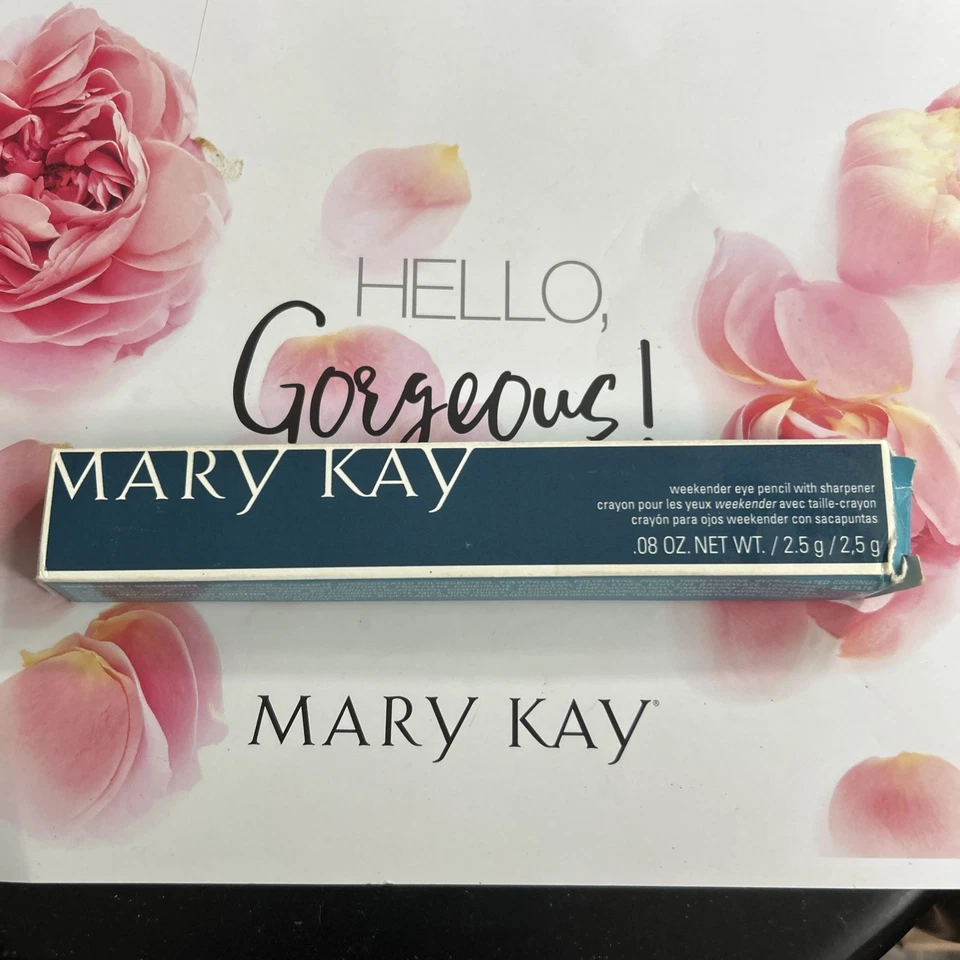 HELLO,
Gorgeous!
MARY KAY
weekender eye pencil with sharpener
crayon pour les yeux weekender avec taille-crayon
crayón para ojos weekender con sacapuntas
.08 OZ. NET WT. / 2.5 g / 2,5 g
MARY KAY®